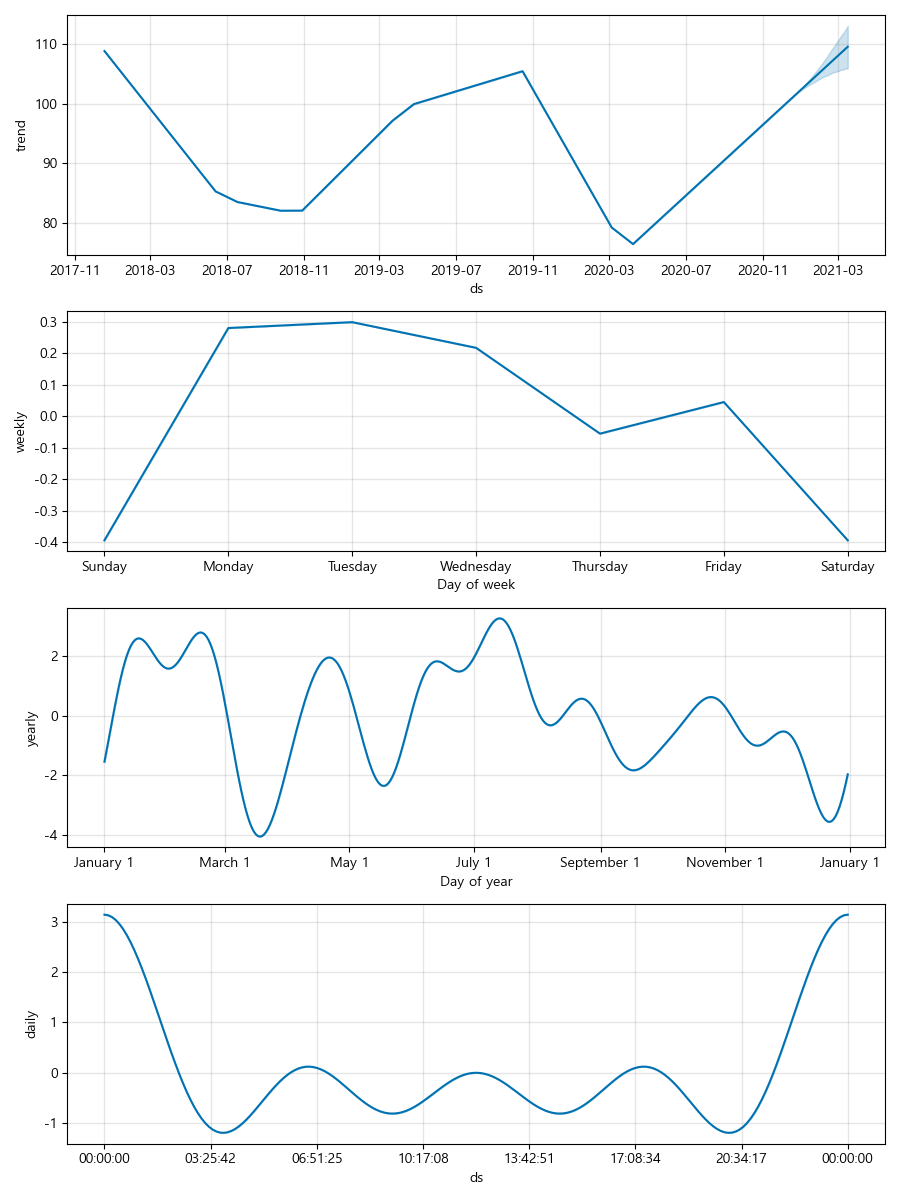 110
100
90
80
trend
2017-11 2018-03 2018-07 2018-11 2019-03 2019-07 2019-11 2020-03 2020-07 2020-11 2021-03
ds
0.3
0.2
0.1
0.0
-0.1
-0.2
-0.3
-0.4
weekly
Sunday Monday Tuesday Wednesday Thursday Friday Saturday
Day of week
2
0
-2
-4
yearly
January 1 March 1 May 1 July 1 September 1 November 1 January 1
Day of year
3
2
1
0
-1
daily
00:00:00 03:25:42 06:51:25 10:17:08 13:42:51 17:08:34 20:34:17 00:00:00
ds